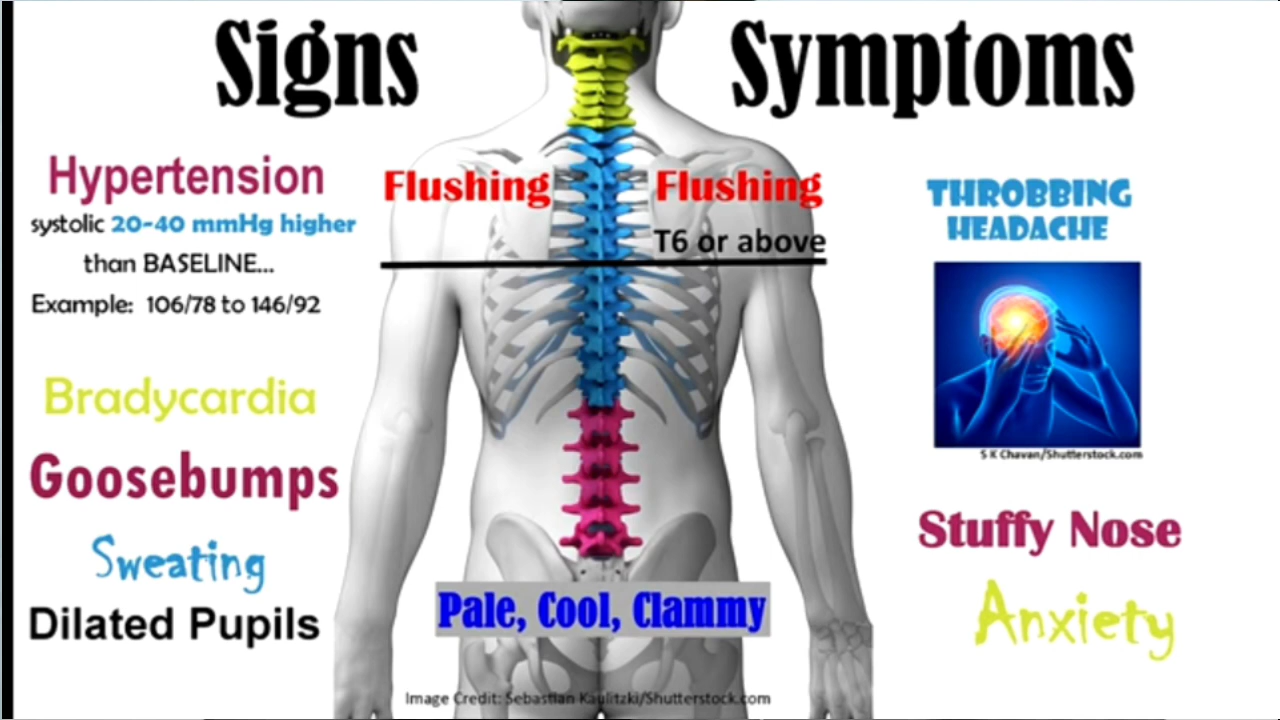 Signs
Symptoms
Hypertension
systolic 20-40 mmHg higher
than BASELINE...
Example: 106/78 to 146/92
Bradycardia
Goosebumps
Sweating
Dilated Pupils
Flushing
Flushing
T6 or above
Pale, Cool, Clammy
Image Credit: Sebastian Kaulitzki/Shutterstock.com
THROBBING
HEADACHE
S K Chavan/Shutterstock.com
Stuffy Nose
Anxiety